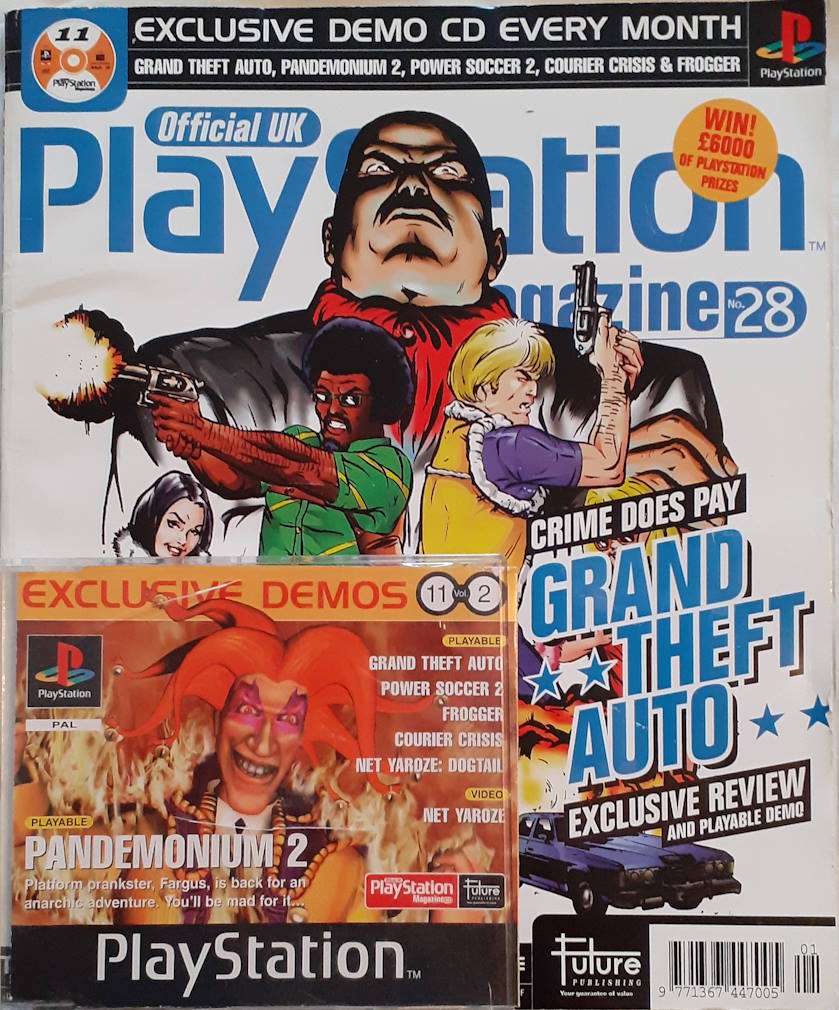 11
PlayStation
Magazine
EXCLUSIVE DEMO CD EVERY MONTH
GRAND THEFT AUTO, PANDEMONIUM 2, POWER SOCCER 2, COURIER CRISIS & FROGGER
PlayStation
Official UK
PlayStation
TM
WIN!
£6000
OF PLAYSTATION
PRIZES
Magazine No. 28
CRIME DOES PAY
GRAND
THEFT
AUTO
EXCLUSIVE REVIEW
AND PLAYABLE DEMO
EXCLUSIVE DEMOS 11 Vol. 2
PlayStation
PAL
PLAYABLE
GRAND THEFT AUTO
POWER SOCCER 2
FROGGER
COURIER CRISIS
NET YAROZE: DOGTAIL
VIDEO
NET YAROZE
PLAYABLE
PANDEMONIUM 2
Platform prankster, Fargus, is back for an
anarchic adventure. You'll be mad for it...
PlayStation
Magazine
Future
PUBLISHING
PlayStation TM
Future
PUBLISHING
Your guarantee of value
01
9 771367 447005